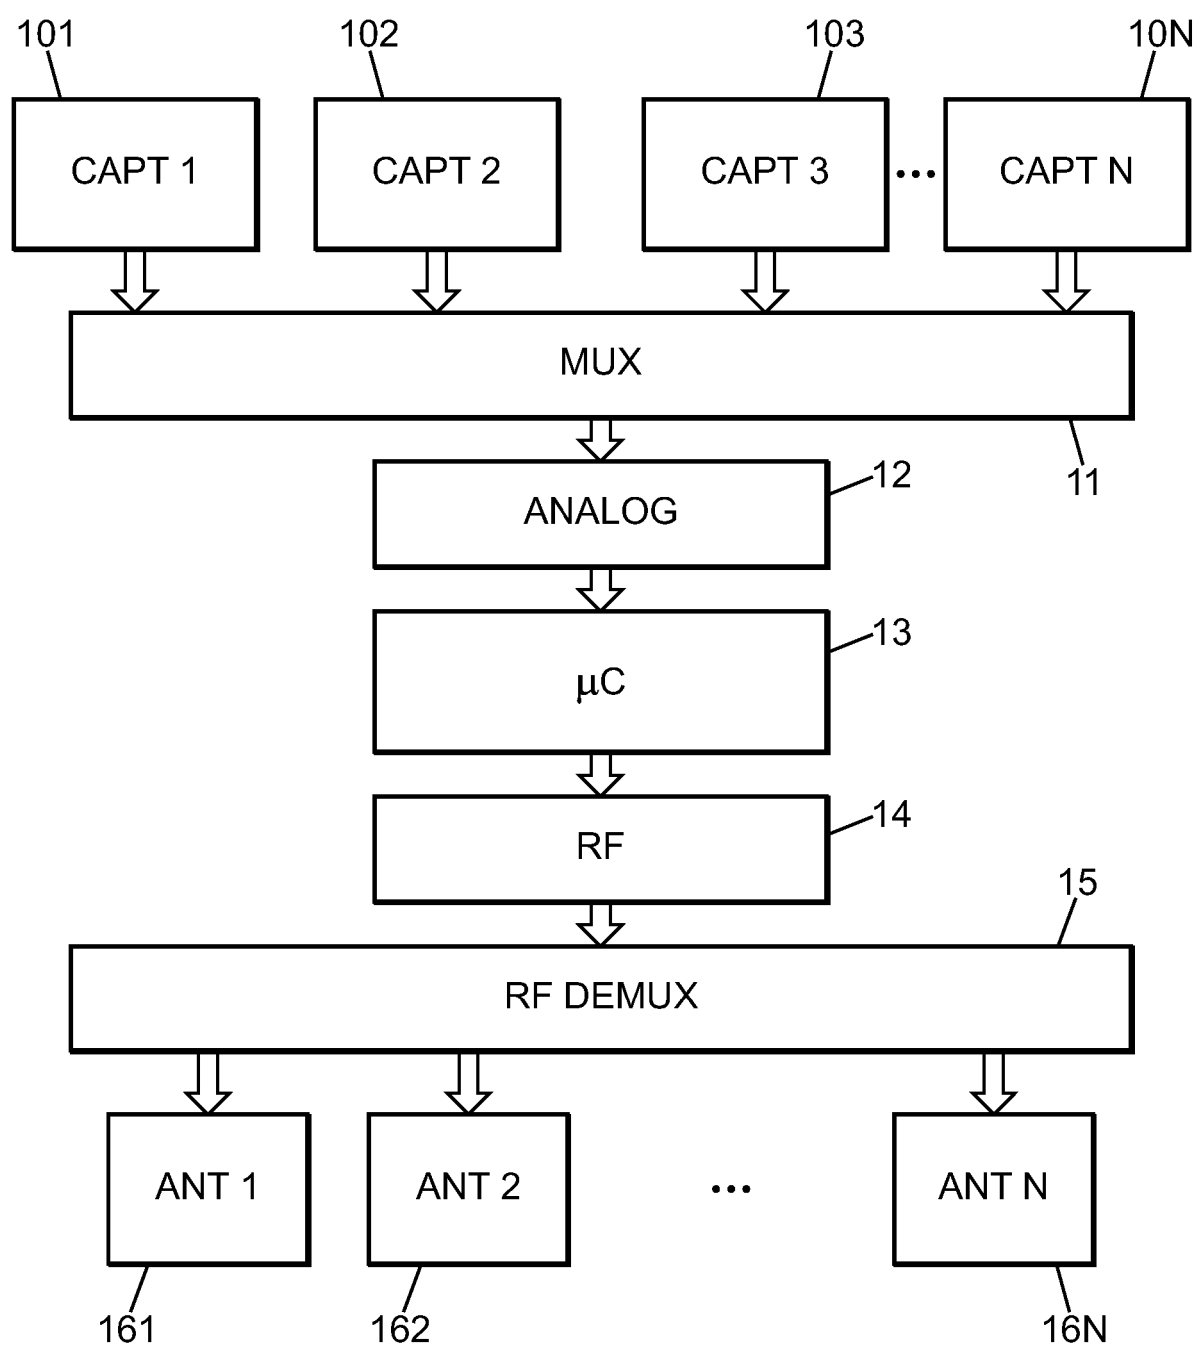 101 102 103 10N
CAPT 1 CAPT 2 CAPT 3 ... CAPT N
MUX
11
12
ANALOG
13
μC
14
RF
15
RF DEMUX
ANT 1 ANT 2 ... ANT N
161 162 16N